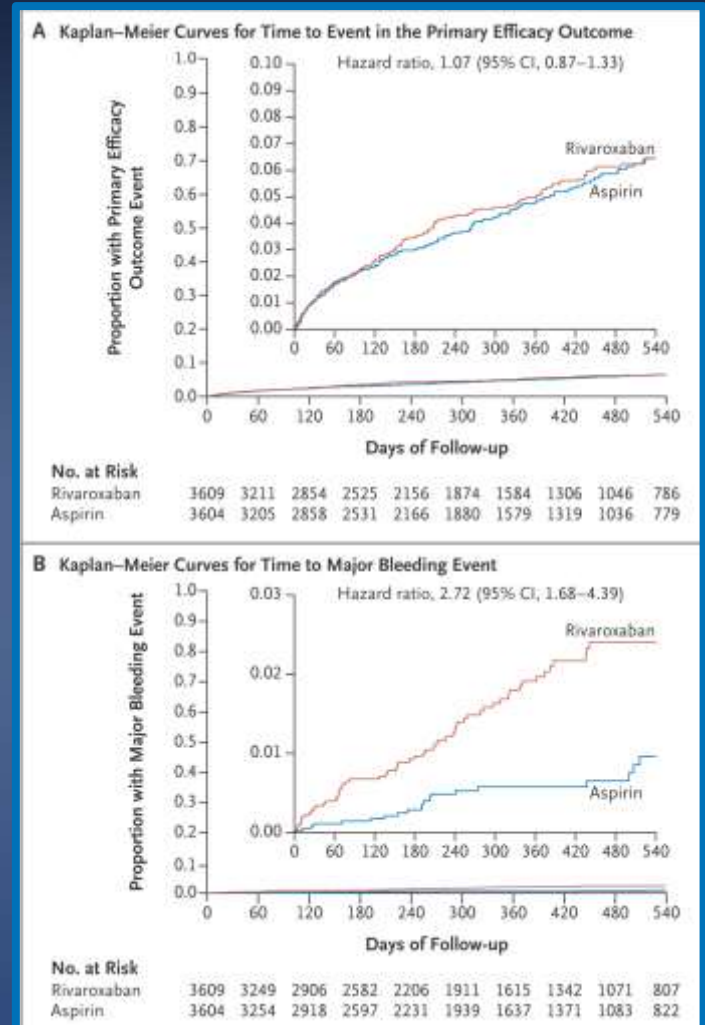 A Kaplan–Meier Curves for Time to Event in the Primary Efficacy Outcome
Hazard ratio, 1.07 (95% CI, 0.87–1.33)
Proportion with Primary Efficacy
Outcome Event
1.0
0.9
0.8
0.7
0.6
0.5
0.4
0.3
0.2
0.1
0.0
0.10
0.09
0.08
0.07
0.06
0.05
0.04
0.03
0.02
0.01
0.00
Rivaroxaban
Aspirin
0 60 120 180 240 300 360 420 480 540
0 60 120 180 240 300 360 420 480 540
Days of Follow-up
No. at Risk
Rivaroxaban 3609 3211 2854 2525 2156 1874 1584 1306 1046 786
Aspirin 3604 3205 2858 2531 2166 1880 1579 1319 1036 779
B Kaplan–Meier Curves for Time to Major Bleeding Event
Hazard ratio, 2.72 (95% CI, 1.68–4.39)
Proportion with Major Bleeding Event
1.0
0.9
0.8
0.7
0.6
0.5
0.4
0.3
0.2
0.1
0.0
0.03
0.02
0.01
0.00
Rivaroxaban
Aspirin
0 60 120 180 240 300 360 420 480 540
0 60 120 180 240 300 360 420 480 540
Days of Follow-up
No. at Risk
Rivaroxaban 3609 3249 2906 2582 2206 1911 1615 1342 1071 807
Aspirin 3604 3254 2918 2597 2231 1939 1637 1371 1083 822